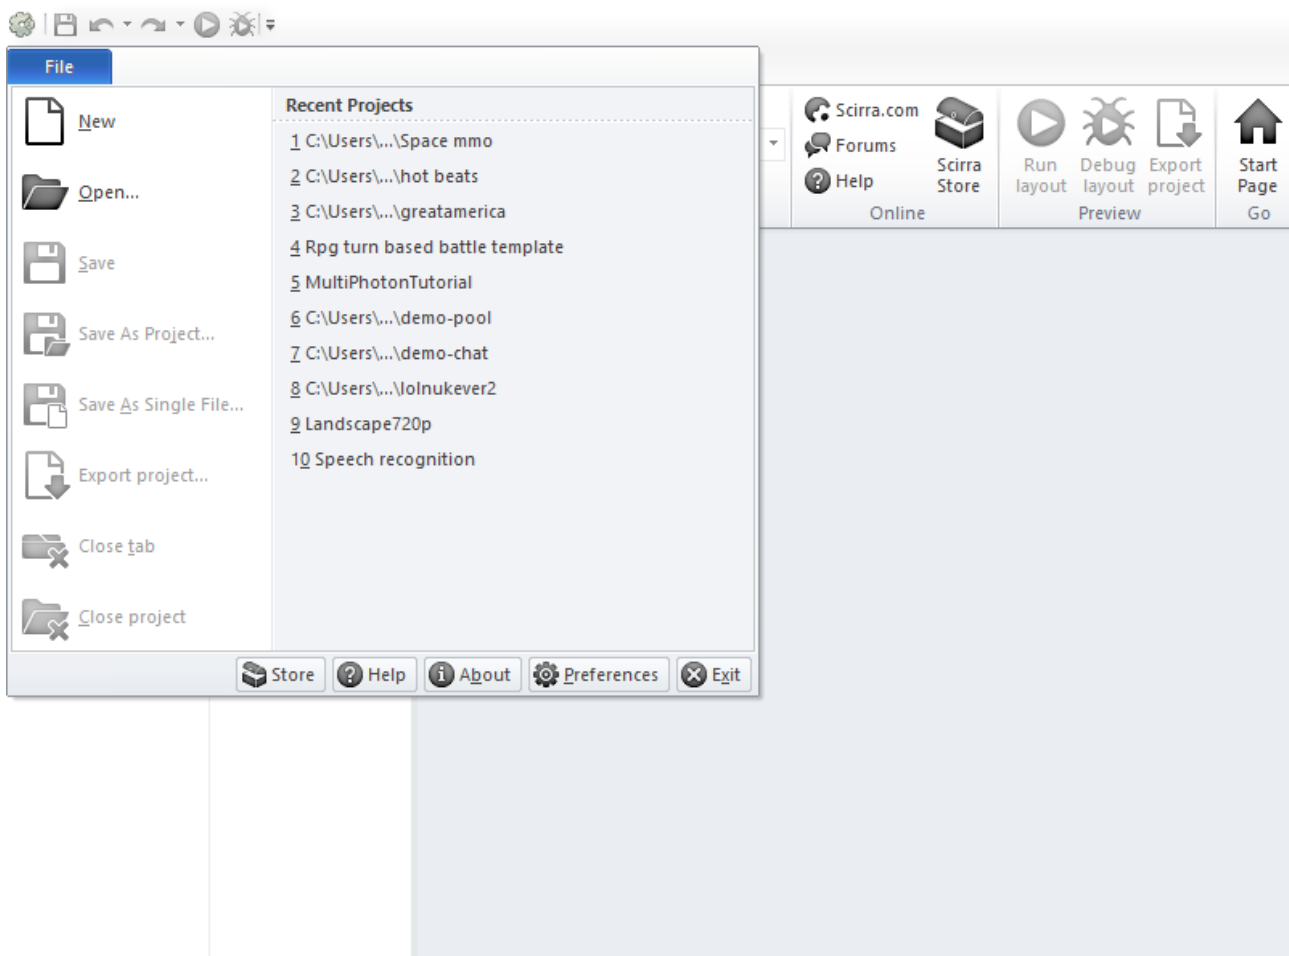 File
New
Open...
Save
Save As Project...
Save As Single File...
Export project...
Close tab
Close project
Recent Projects
1 C:\Users\...\Space mmo
2 C:\Users\...\hot beats
3 C:\Users\...\greatamerica
4 Rpg turn based battle template
5 MultiPhotonTutorial
6 C:\Users\...\demo-pool
7 C:\Users\...\demo-chat
8 C:\Users\...\lolnukever2
9 Landscape720p
10 Speech recognition
Store
Help
About
Preferences
Exit
Scirra.com
Forums
Help
Scirra
Store
Online
Run
layout
Debug
layout
Export
project
Preview
Start
Page
Go